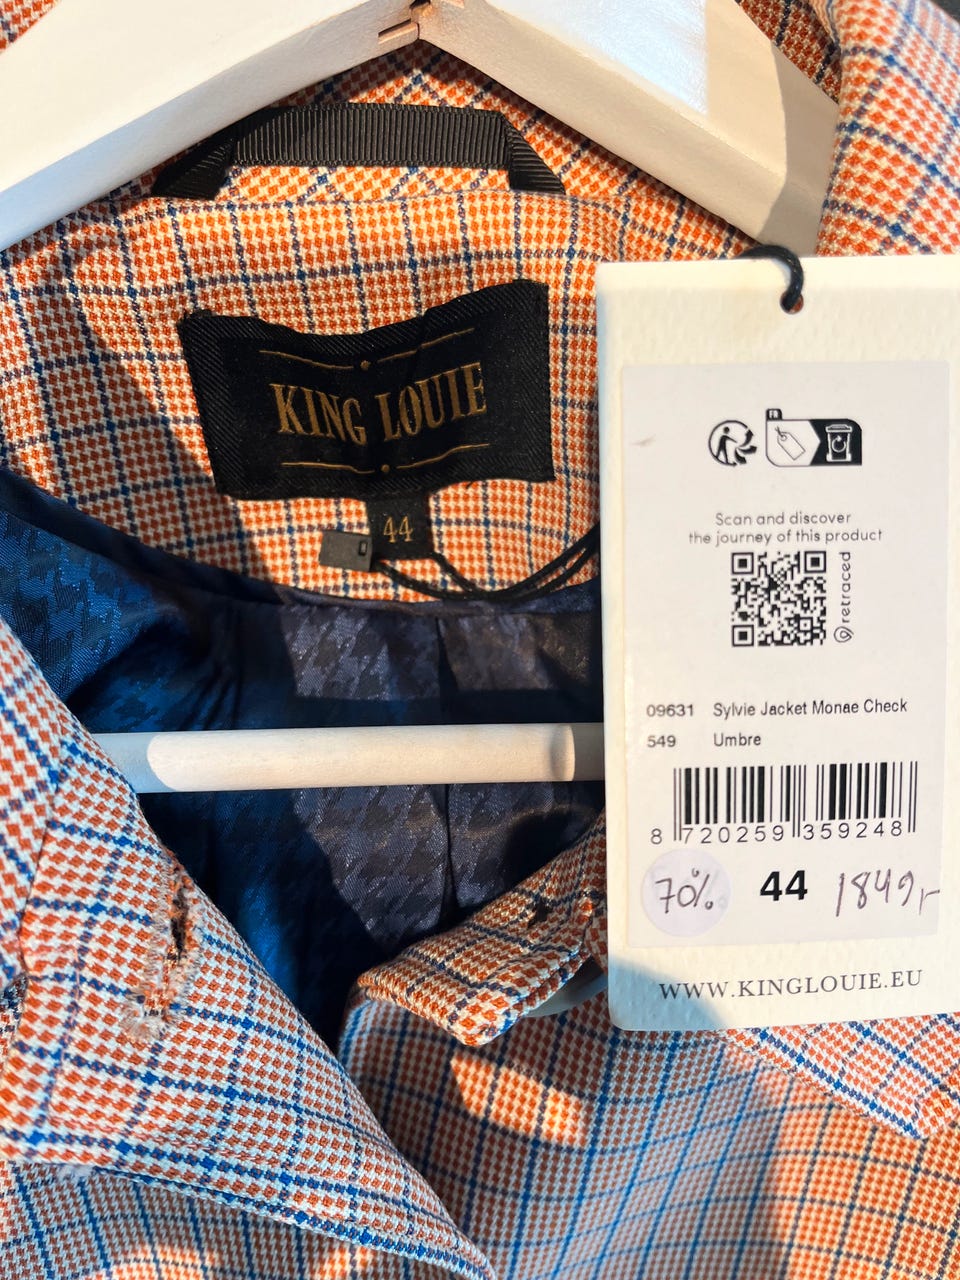 KING LOUIE
44
FR
Scan and discover
the journey of this product
retraced
09631 Sylvie Jacket Monae Check
549 Umbre
8 720259 359248
70% 44 1849,-
WWW.KINGLOUIE.EU